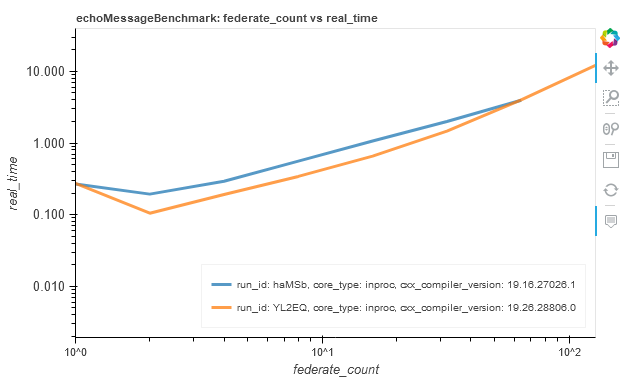 echoMessageBenchmark: federate_count vs real_time
10.000
1.000
0.100
0.010
real_time
run_id: haMSb, core_type: inproc, cxx_compiler_version: 19.16.27026.1
run_id: YL2EQ, core_type: inproc, cxx_compiler_version: 19.26.28806.0
10^0
10^1
10^2
federate_count